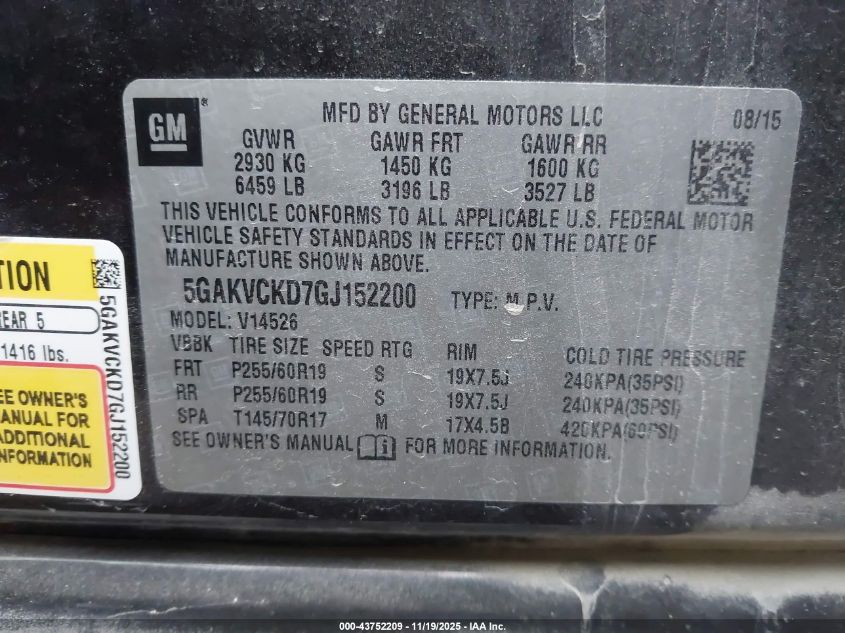 GM®
MFD BY GENERAL MOTORS LLC 08/15
GVWR GAWR FRT GAWR RR
2930 KG 1450 KG 1600 KG
6459 LB 3196 LB 3527 LB
THIS VEHICLE CONFORMS TO ALL APPLICABLE U.S. FEDERAL MOTOR
VEHICLE SAFETY STANDARDS IN EFFECT ON THE DATE OF
MANUFACTURE SHOWN ABOVE.
5GAKVCKD7GJ152200 TYPE: M.P.V.
MODEL: V14526
VBBK TIRE SIZE SPEED RTG RIM COLD TIRE PRESSURE
FRT P255/60R19 S 19X7.5J 240KPA(35PSI)
RR P255/60R19 S 19X7.5J 240KPA(35PSI)
SPA T145/70R17 M 17X4.5B 420KPA(60PSI)
SEE OWNER'S MANUAL FOR MORE INFORMATION.
TION
REAR 5
1416 lbs.
SEE OWNER'S
MANUAL FOR
ADDITIONAL
INFORMATION
5GAKVCKD7GJ152200
000-43752209 - 11/19/2025 - IAA Inc.